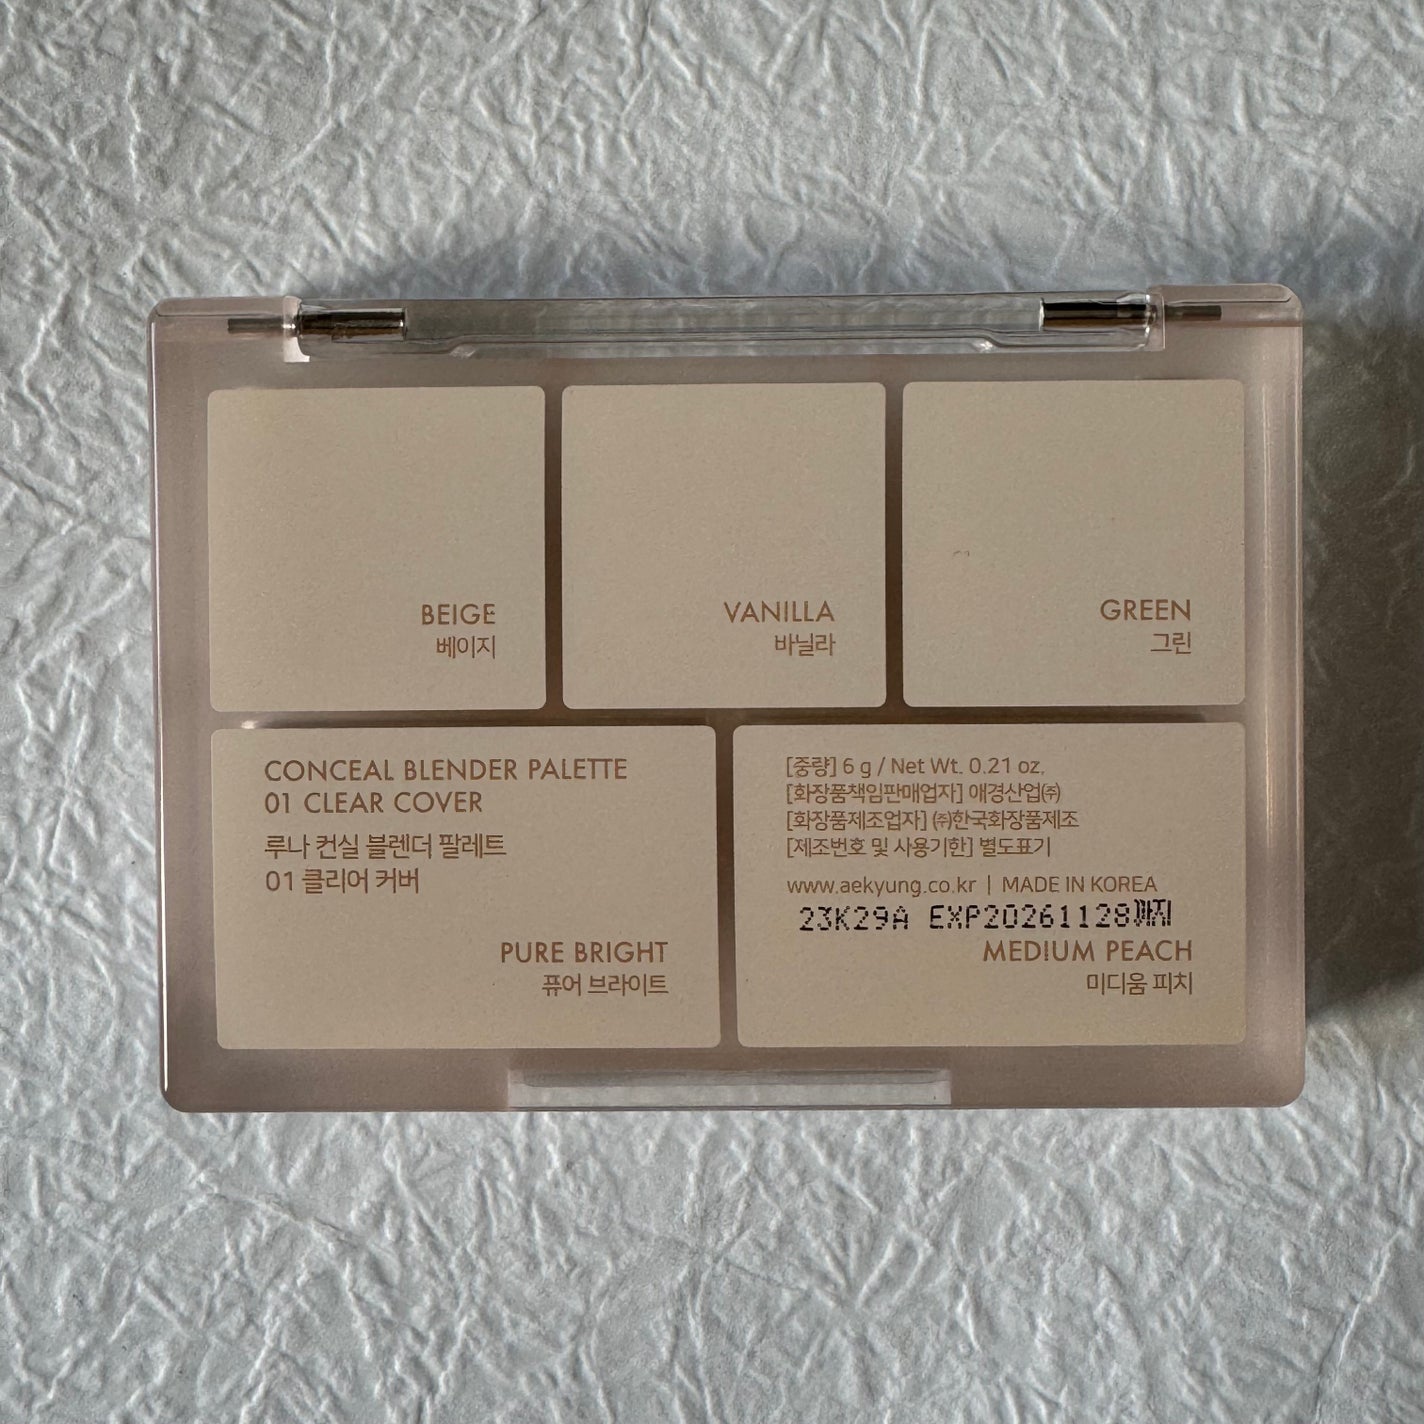 BEIGE
베이지
VANILLA
바닐라
GREEN
그린
CONCEAL BLENDER PALETTE
01 CLEAR COVER
루나 컨실 블렌더 팔레트
01 클리어 커버
PURE BRIGHT
퓨어 브라이트
[중량] 6 g / Net Wt. 0.21 oz.
[화장품책임판매업자] 애경산업㈜
[화장품제조업자] ㈜한국화장품제조
[제조번호 및 사용기한] 별도표기
www.aekyung.co.kr | MADE IN KOREA
23K29A EXP20261128까지
MEDIUM PEACH
미디움 피치